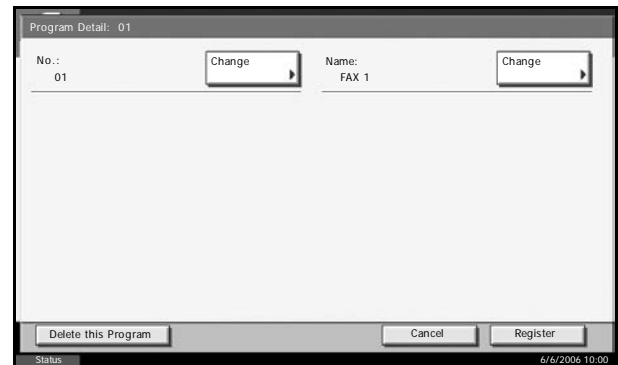 Program Detail: 01
No.:
01
Change
Name:
FAX 1
Change
Delete this Program
Cancel
Register
Status
6/6/2006 10:00